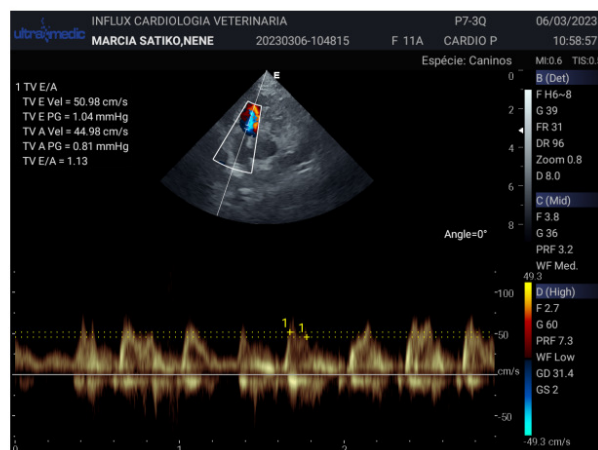 INFLUX CARDIOLOGIA VETERINARIA P7-3Q 06/03/2023
ultramedic MARCIA SATIKO,NENE 20230306-104815 F 11A CARDIO P 10:58:57
Espécie: Caninos MI:0.6 TIS:0.
E
0
2
4
6
8
1 TV E/A
TV E Vel = 50.98 cm/s
TV E PG = 1.04 mmHg
TV A Vel = 44.98 cm/s
TV A PG = 0.81 mmHg
TV E/A = 1.13
Angle=0°
B (Det)
F H6~8
G 39
FR 31
DR 96
Zoom 0.8
D 8.0
C (Mid)
F 3.8
G 36
PRF 3.2
WF Med.
49.3
D (High)
F 2.7
G 60
PRF 7.3
WF Low
GD 31.4
GS 2
-49.3 cm/s
100
50
cm/s
-50
1 1
0 1 2